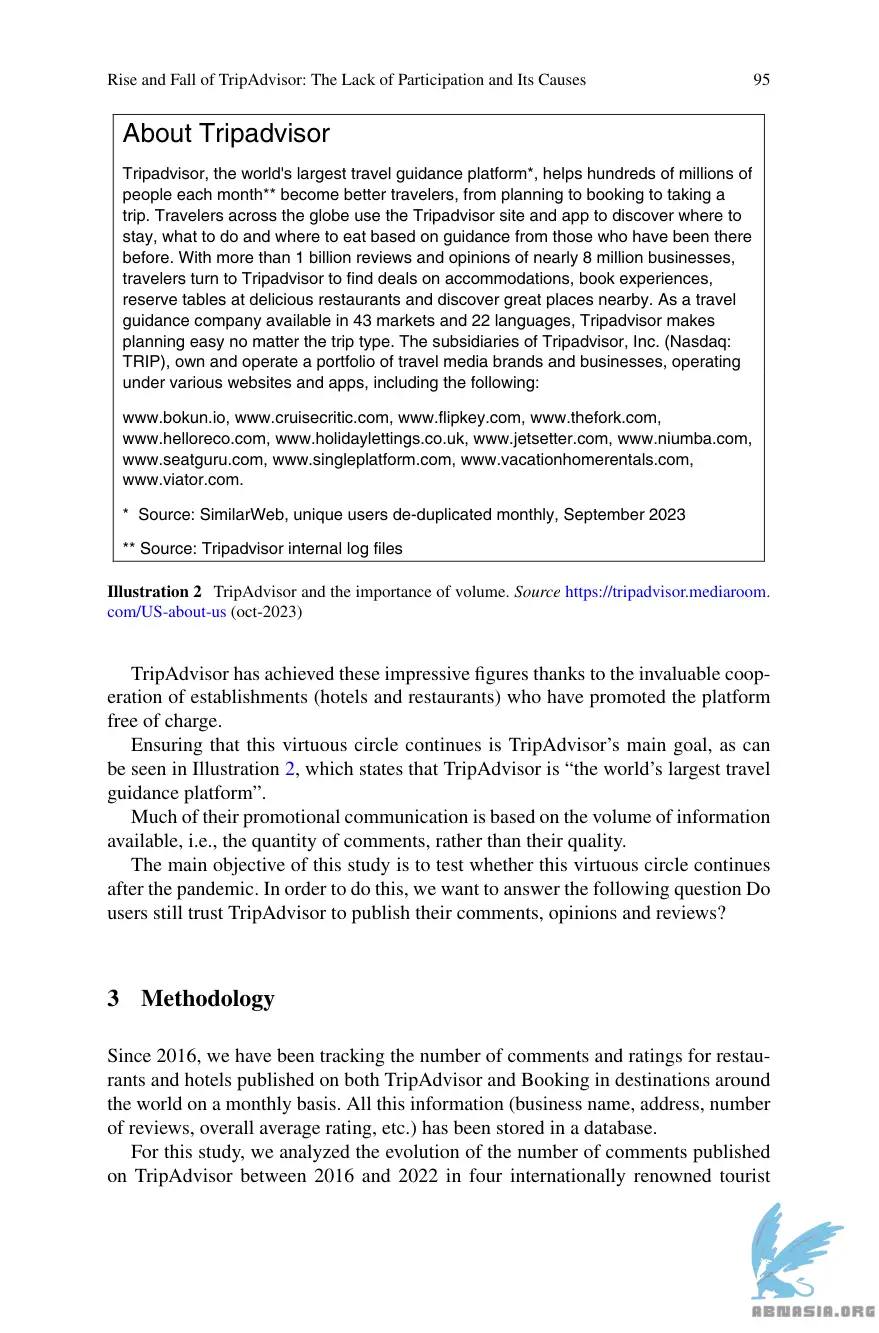 Rise and Fall of TripAdvisor: The Lack of Participation and Its Causes 95
About Tripadvisor
Tripadvisor, the world's largest travel guidance platform*, helps hundreds of millions of
people each month** become better travelers, from planning to booking to taking a
trip. Travelers across the globe use the Tripadvisor site and app to discover where to
stay, what to do and where to eat based on guidance from those who have been there
before. With more than 1 billion reviews and opinions of nearly 8 million businesses,
travelers turn to Tripadvisor to find deals on accommodations, book experiences,
reserve tables at delicious restaurants and discover great places nearby. As a travel
guidance company available in 43 markets and 22 languages, Tripadvisor makes
planning easy no matter the trip type. The subsidiaries of Tripadvisor, Inc. (Nasdaq:
TRIP), own and operate a portfolio of travel media brands and businesses, operating
under various websites and apps, including the following:
www.bokun.io, www.cruisecritic.com, www.flipkey.com, www.thefork.com,
www.helloreco.com, www.holidaylettings.co.uk, www.jetsetter.com, www.niumba.com,
www.seatguru.com, www.singleplatform.com, www.vacationhomerentals.com,
www.viator.com.
* Source: SimilarWeb, unique users de-duplicated monthly, September 2023
** Source: Tripadvisor internal log files
Illustration 2 TripAdvisor and the importance of volume. Source https://tripadvisor.mediaroom.
com/US-about-us (oct-2023)
TripAdvisor has achieved these impressive figures thanks to the invaluable coop-
eration of establishments (hotels and restaurants) who have promoted the platform
free of charge.
Ensuring that this virtuous circle continues is TripAdvisor's main goal, as can
be seen in Illustration 2, which states that TripAdvisor is “the world's largest travel
guidance platform”.
Much of their promotional communication is based on the volume of information
available, i.e., the quantity of comments, rather than their quality.
The main objective of this study is to test whether this virtuous circle continues
after the pandemic. In order to do this, we want to answer the following question Do
users still trust TripAdvisor to publish their comments, opinions and reviews?
3 Methodology
Since 2016, we have been tracking the number of comments and ratings for restau-
rants and hotels published on both TripAdvisor and Booking in destinations around
the world on a monthly basis. All this information (business name, address, number
of reviews, overall average rating, etc.) has been stored in a database.
For this study, we analyzed the evolution of the number of comments published
on TripAdvisor between 2016 and 2022 in four internationally renowned tourist
ABNASIA.ORG